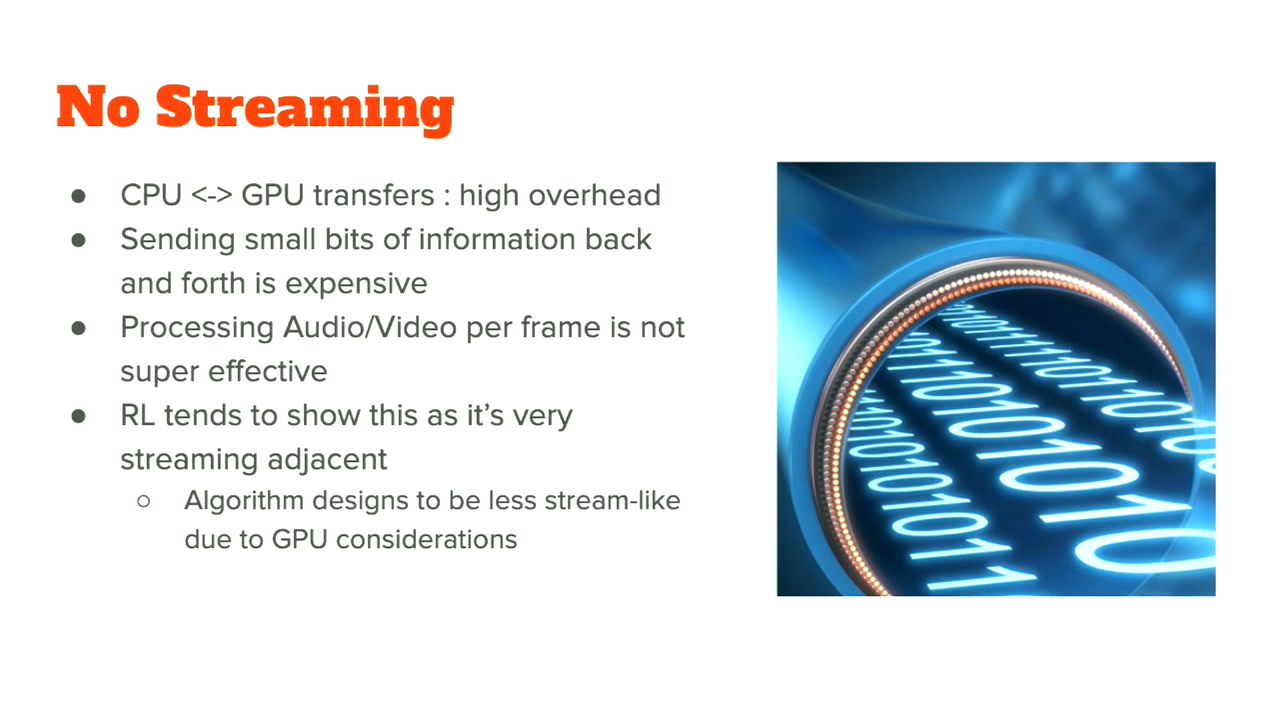 No Streaming
● CPU <-> GPU transfers : high overhead
● Sending small bits of information back
and forth is expensive
● Processing Audio/Video per frame is not
super effective
● RL tends to show this as it’s very
streaming adjacent
○ Algorithm designs to be less stream-like
due to GPU considerations